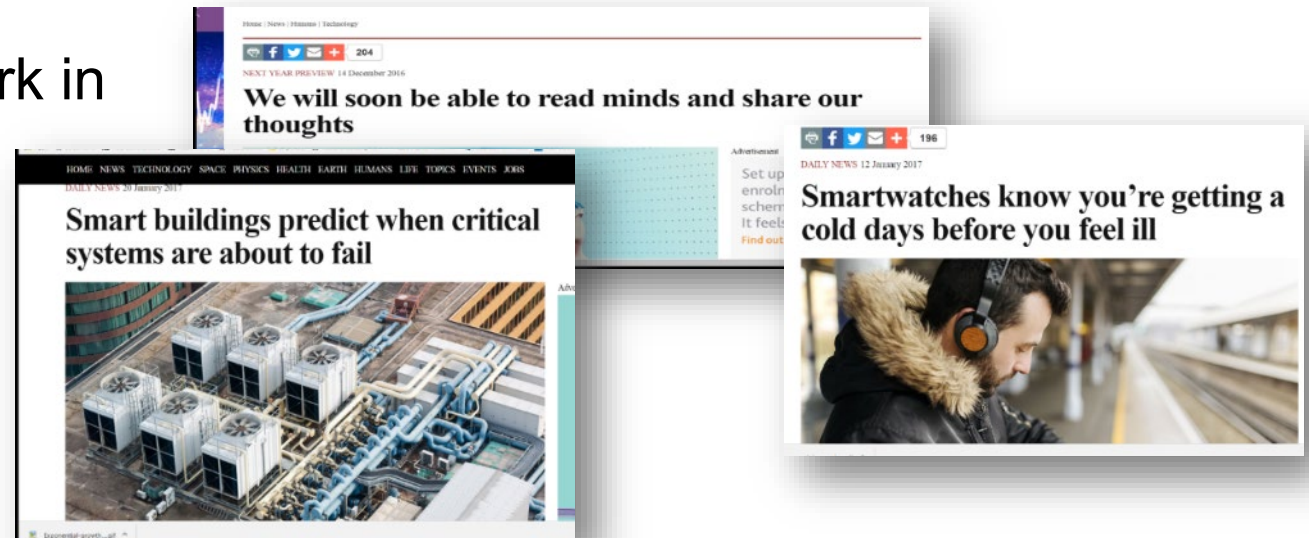 rk in
Home | News | Humans | Technology
204
NEXT YEAR PREVIEW 14 December 2016
We will soon be able to read minds and share our
thoughts
Advertisement
Set up
enroln
schem
It feels
Find out
HOME NEWS TECHNOLOGY SPACE PHYSICS HEALTH EARTH HUMANS LIFE TOPICS EVENTS JOBS
DAILY NEWS 20 January 2017
Smart buildings predict when critical
systems are about to fail
Adve
196
DAILY NEWS 12 January 2017
Smartwatches know you’re getting a
cold days before you feel ill